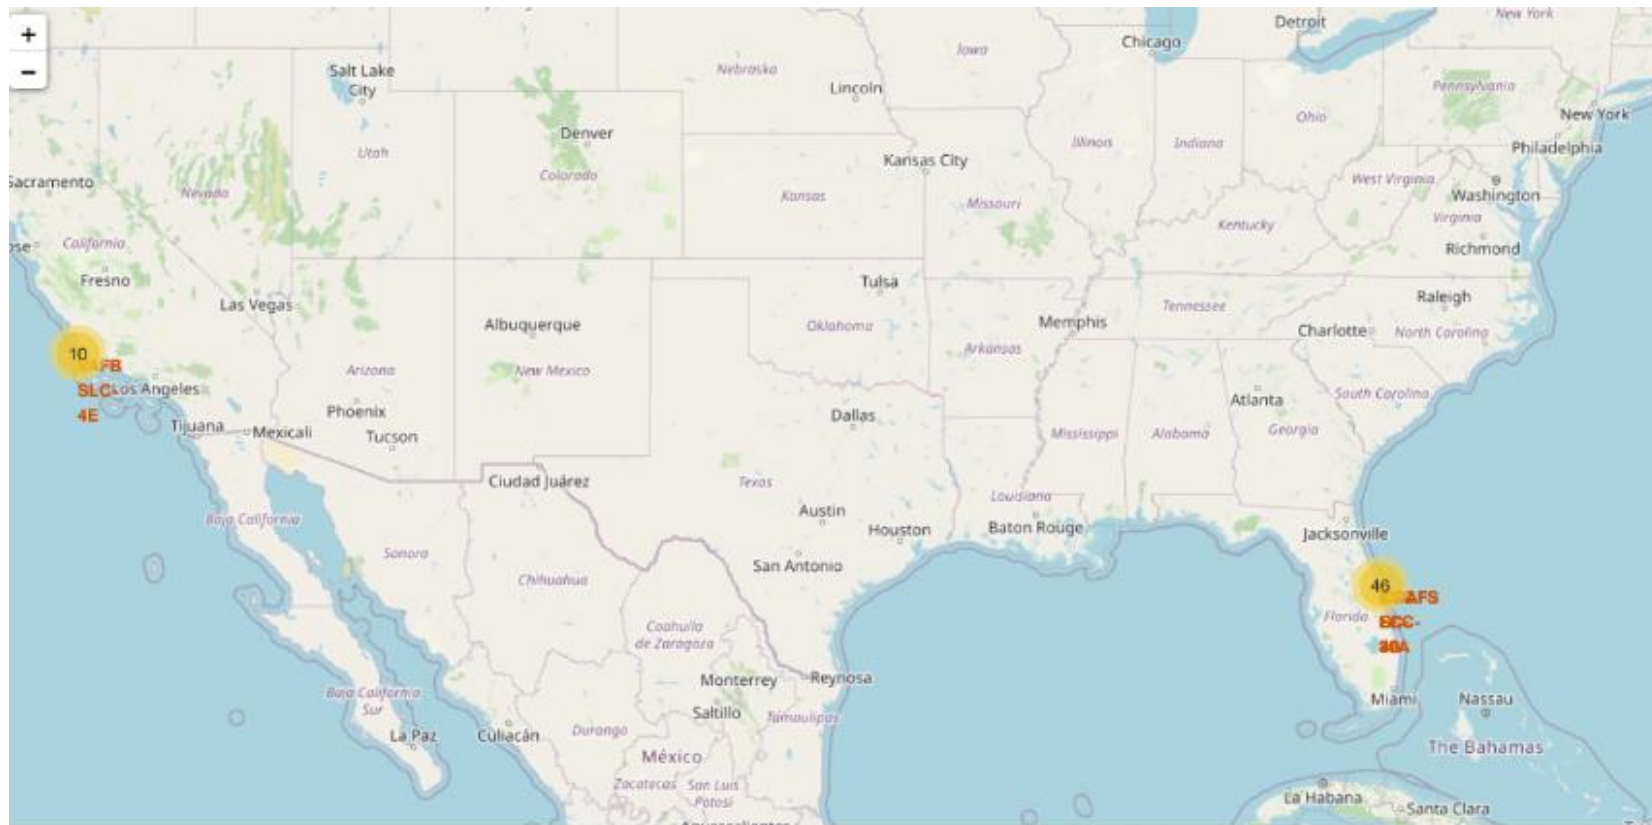 +
−
New York
Detroit
Chicago
Iowa
Salt Lake
City
Nebraska
Lincoln
Pennsylvania
New York
Ohio
Denver
Illinois
Indiana
Philadelphia
Utah
Kansas City
Sacramento
Nevada
Colorado
Kansas
Missouri
West Virginia
Washington
Virginia
Kentucky
California
Richmond
Fresno
Tulsa
Las Vegas
Raleigh
Tennessee
Albuquerque
Oklahoma
Memphis
Charlotte
North Carolina
Arkansas
10
Arizona
New Mexico
SLC-
Los Angeles
4E
South Carolina
Atlanta
Phoenix
Dallas
Tijuana
Mexicali
Tucson
Mississippi
Alabama
Georgia
Ciudad Juárez
Texas
Louisiana
Austin
Baja California
Houston
Baton Rouge
Jacksonville
Sonora
San Antonio
Chihuahua
46
Florida
Coahuila
de Zaragoza
Monterrey
Reynosa
Baja California
Sur
Saltillo
Tamaulipas
Miami
Nassau
La Paz
Culiacán
Durango
México
The Bahamas
Zacatecas
San Luis
Potosí
La Habana
Santa Clara
Aguascalientes